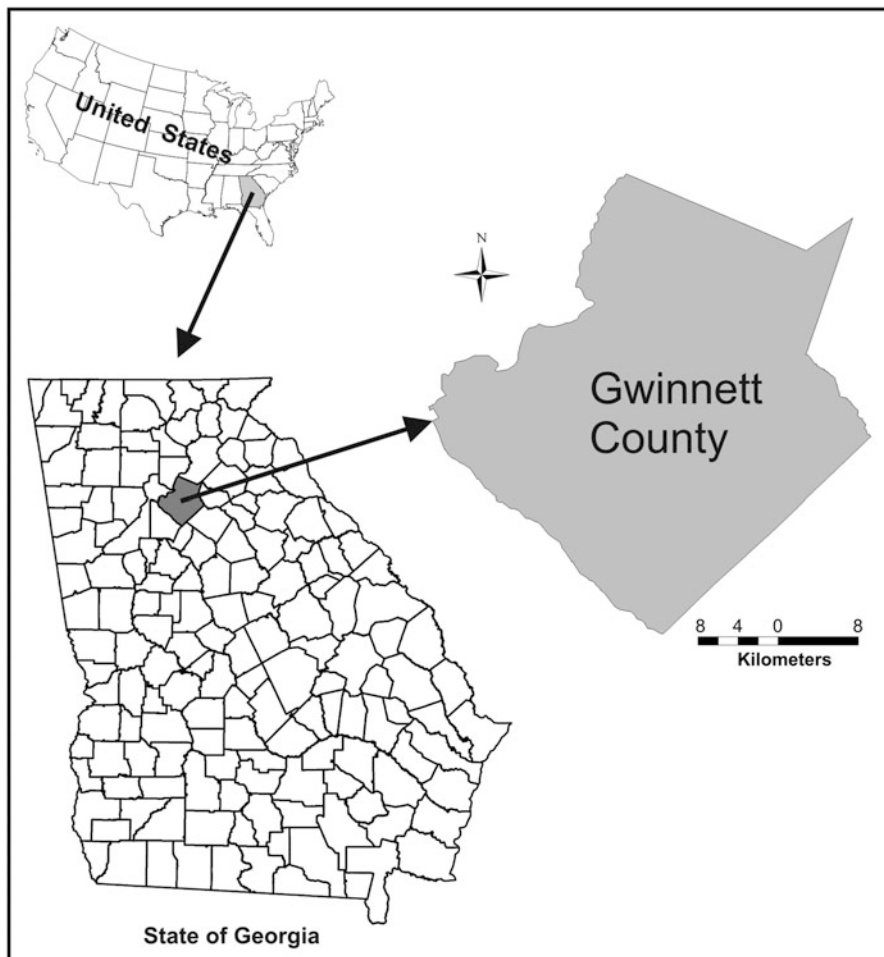 United States
N
Gwinnett
County
8 4 0 8
Kilometers
State of Georgia